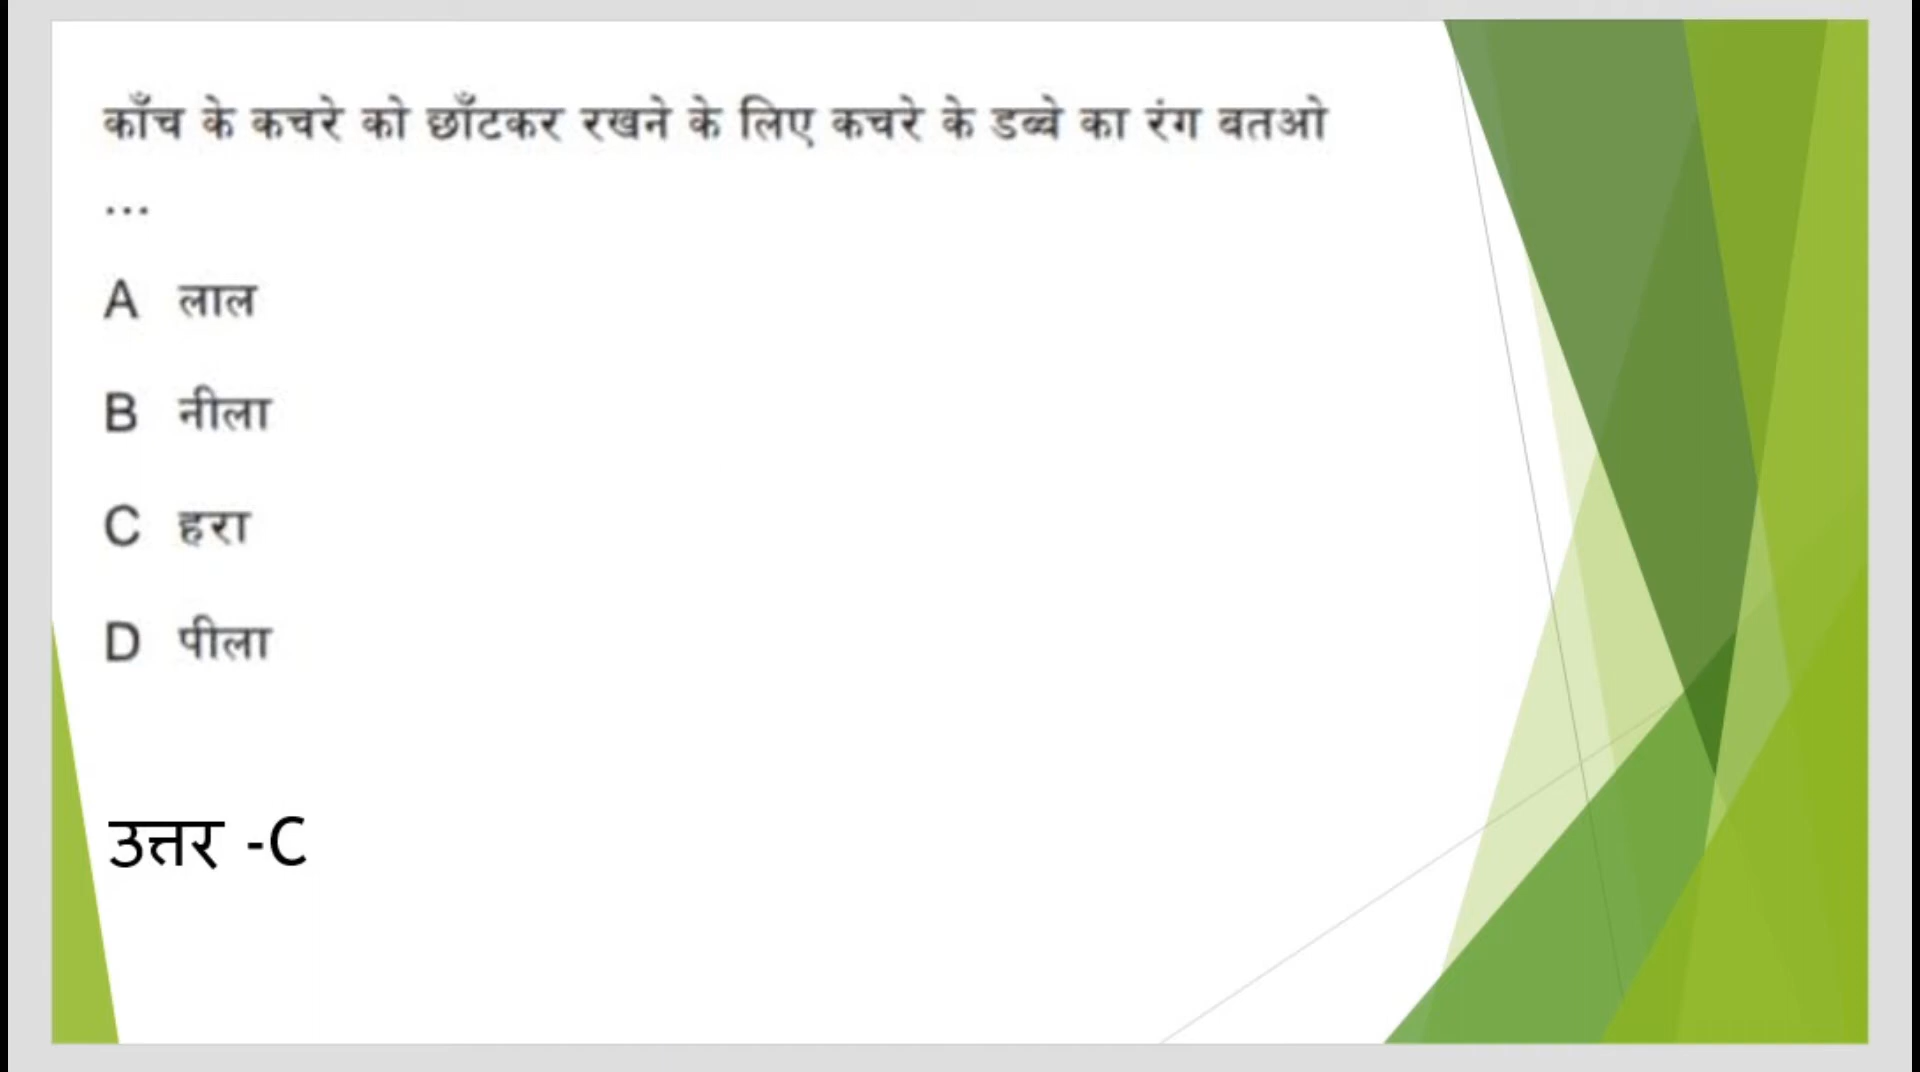 काँच के कचरे को छाँटकर रखने के लिए कचरे के डब्बे का रंग बतओ
...
A लाल
B नीला
C हरा
D पीला
उत्तर -C